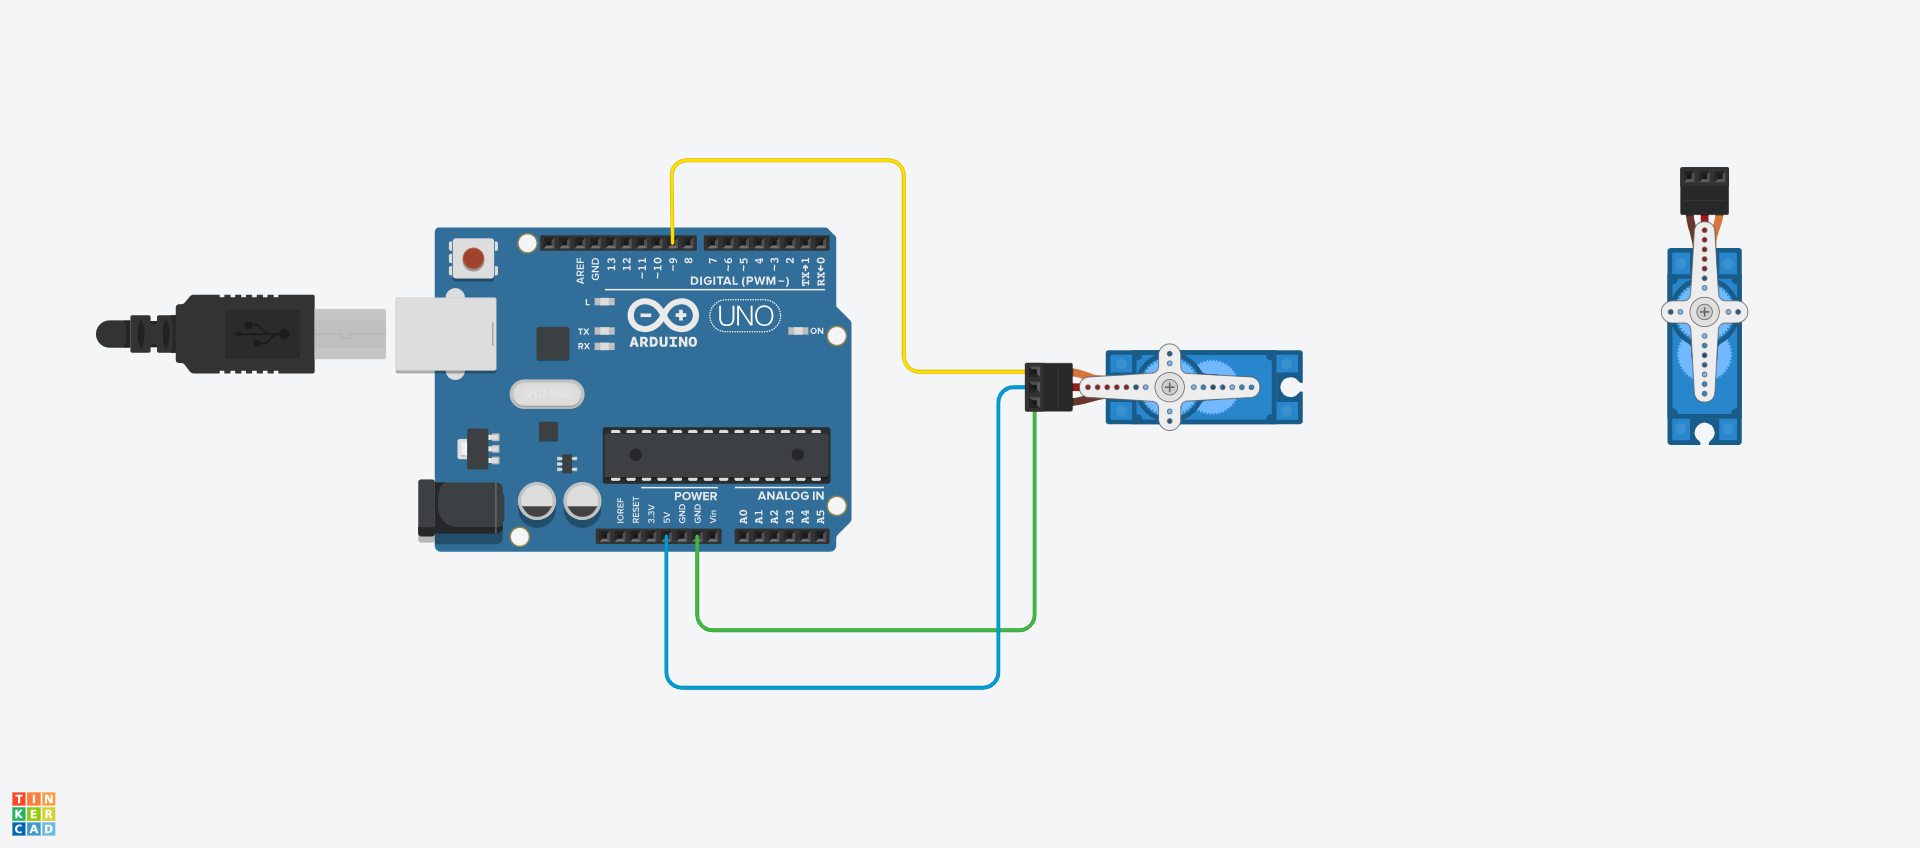 AREF
GND
13
12
~11
~10
~9
8
7
~6
~5
4
~3
2
TX→1
RX←0
DIGITAL (PWM~)
L
TX
RX
ARDUINO
UNO
ON
POWER
ANALOG IN
IOREF
RESET
3.3V
5V
GND
GND
Vin
A0
A1
A2
A3
A4
A5
TIN
KER
CAD